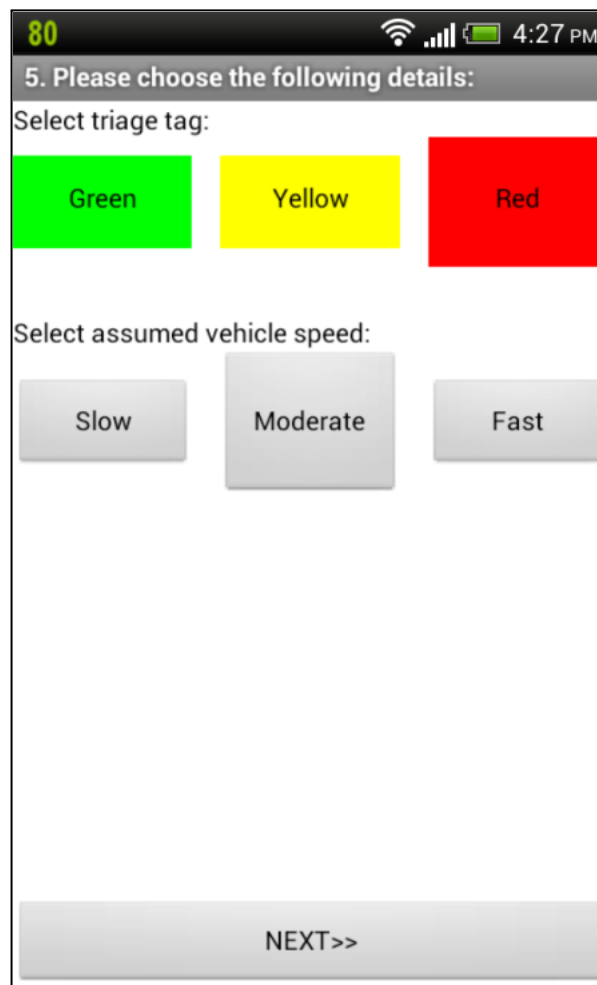 80 4:27 PM
5. Please choose the following details:
Select triage tag:
Green Yellow Red
Select assumed vehicle speed:
Slow Moderate Fast
NEXT>>